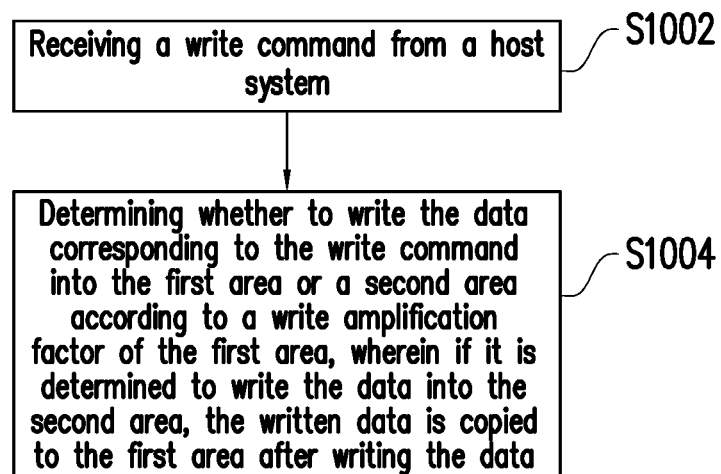 Receiving a write command from a host
system
S1002
Determining whether to write the data
corresponding to the write command
into the first area or a second area
according to a write amplification
factor of the first area, wherein if it is
determined to write the data into the
second area, the written data is copied
to the first area after writing the data
S1004